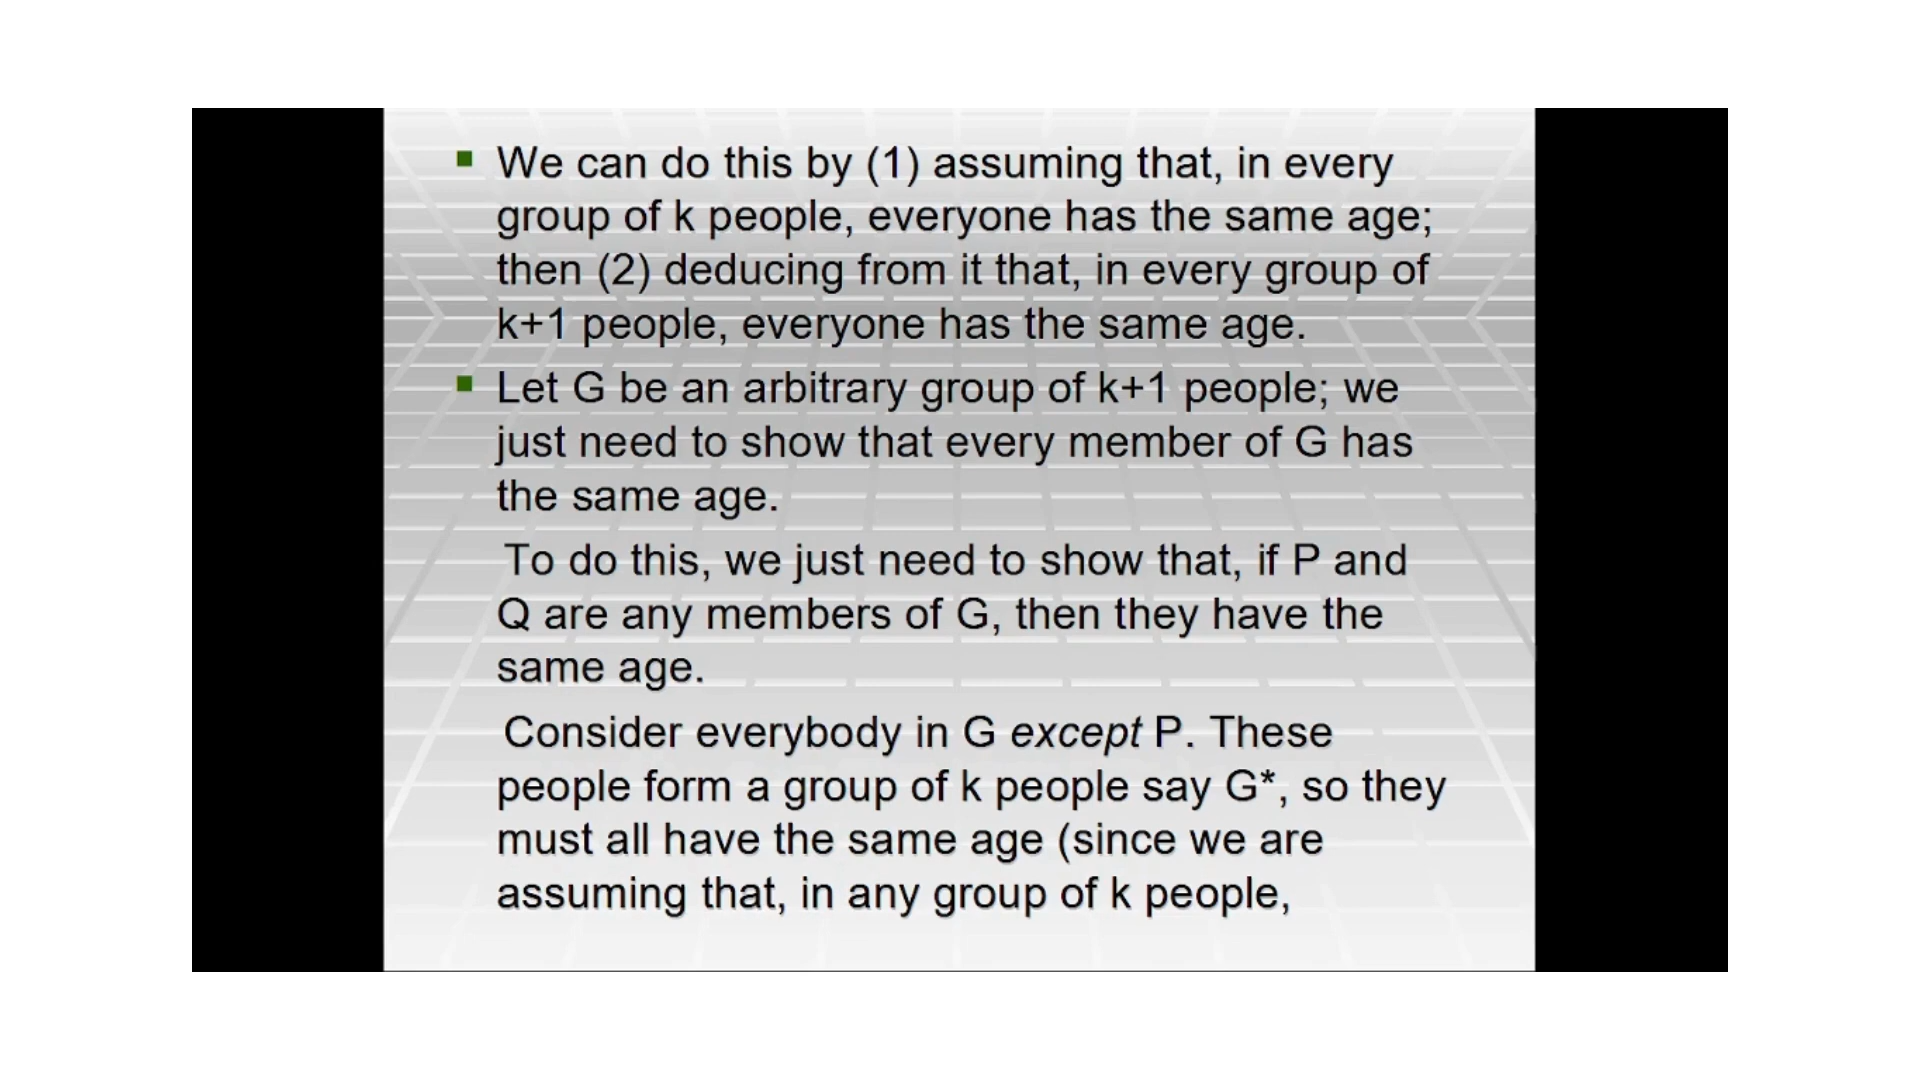 We can do this by (1) assuming that, in every
group of k people, everyone has the same age;
then (2) deducing from it that, in every group of
k+1 people, everyone has the same age.
Let G be an arbitrary group of k+1 people; we
just need to show that every member of G has
the same age.
To do this, we just need to show that, if P and
Q are any members of G, then they have the
same age.
Consider everybody in G except P. These
people form a group of k people say G*, so they
must all have the same age (since we are
assuming that, in any group of k people,